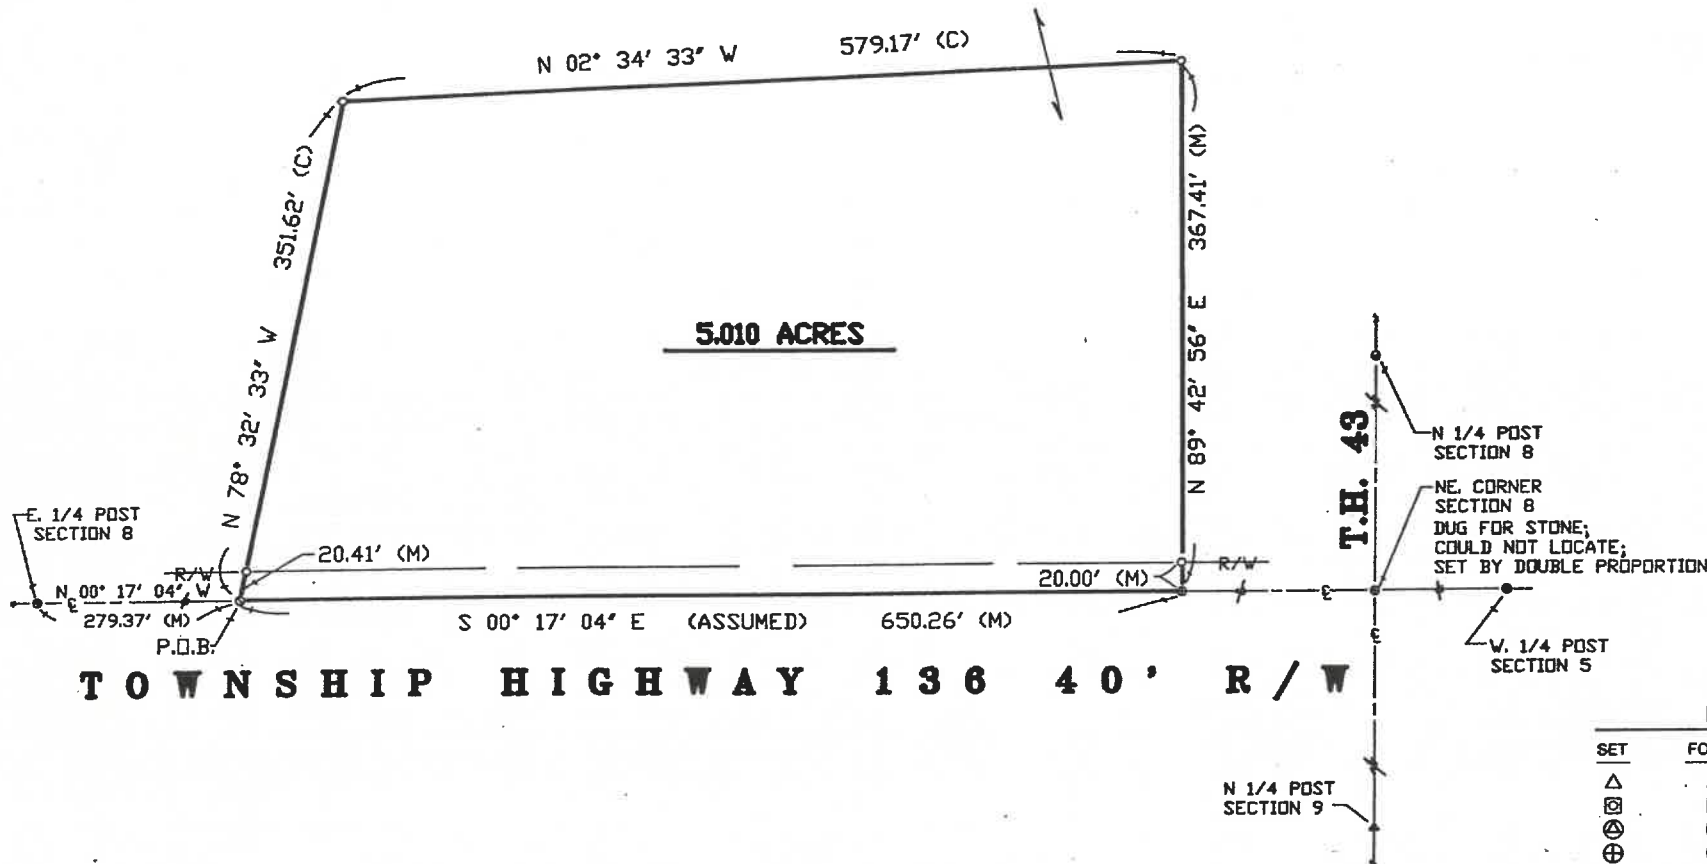 N 02° 34' 33" W 579.17' (C)
351.62' (C)
N 78° 32' 33" W
367.41' (M)
N 89° 42' 56" E
5.010 ACRES
T.H. 43
N 1/4 POST
SECTION 8
NE. CORNER
SECTION 8
DUG FOR STONE;
COULD NOT LOCATE;
SET BY DOUBLE PROPORTION
E. 1/4 POST
SECTION 8
R/W
20.41' (M)
20.00' (M)
R/W
N 00° 17' 04" W
279.37' (M)
P.O.B.
S 00° 17' 04" E (ASSUMED) 650.26' (M)
W. 1/4 POST
SECTION 5
TOWNSHIP HIGHWAY 136 40' R/W
N 1/4 POST
SECTION 9
SET